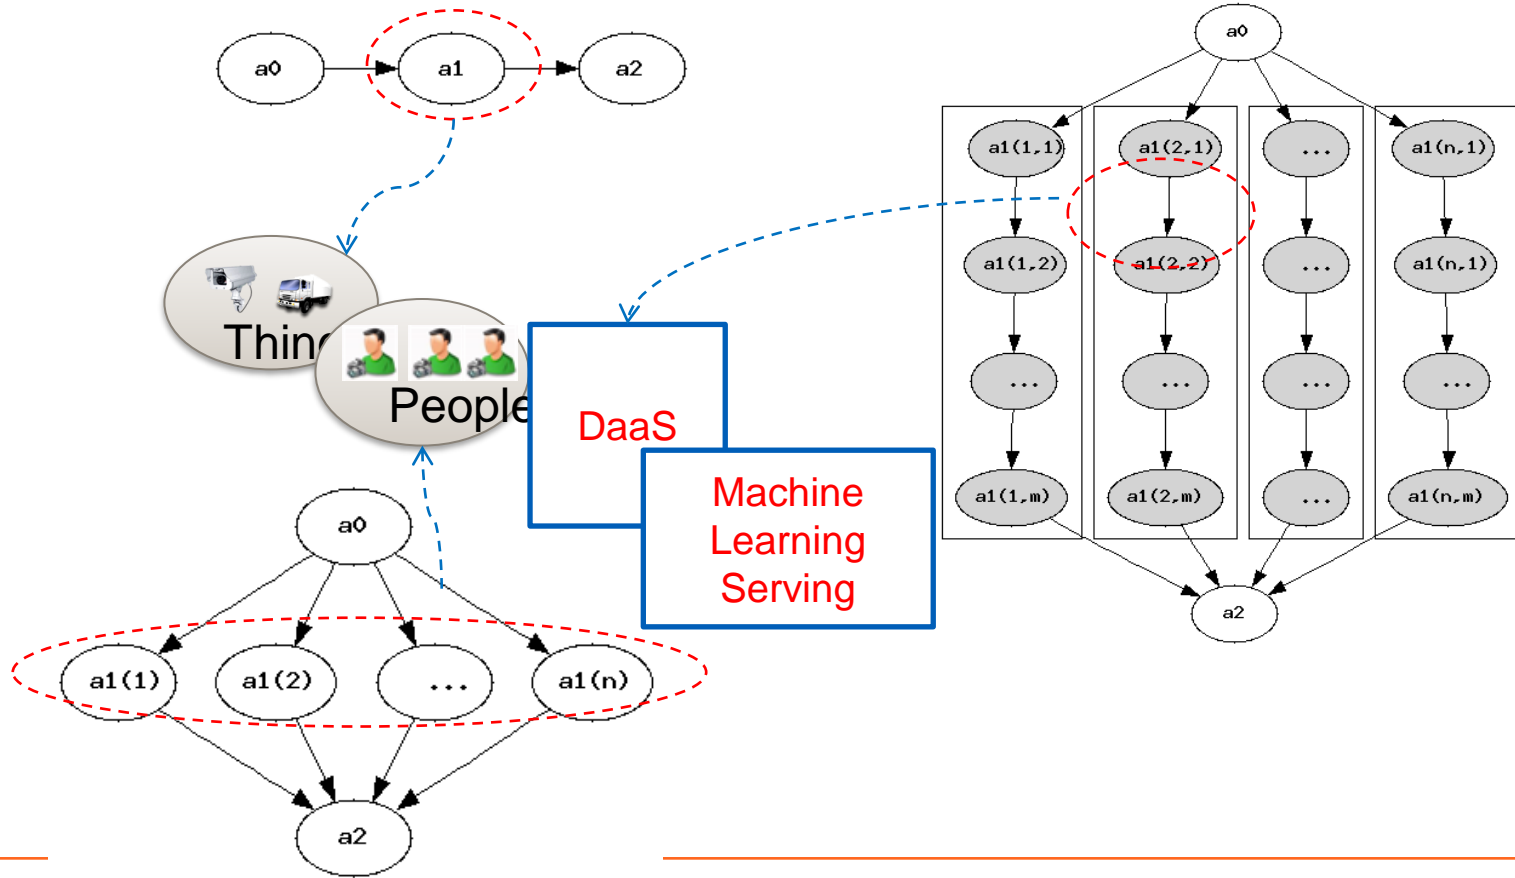 a0
a1
a2
Thing
People
DaaS
Machine
Learning
Serving
a0
a1(1)
a1(2)
...
a1(n)
a2
a0
a1(1,1)
a1(2,1)
...
a1(n,1)
a1(1,2)
a1(2,2)
...
a1(n,1)
...
...
...
...
a1(1,m)
a1(2,m)
...
a1(n,m)
a2